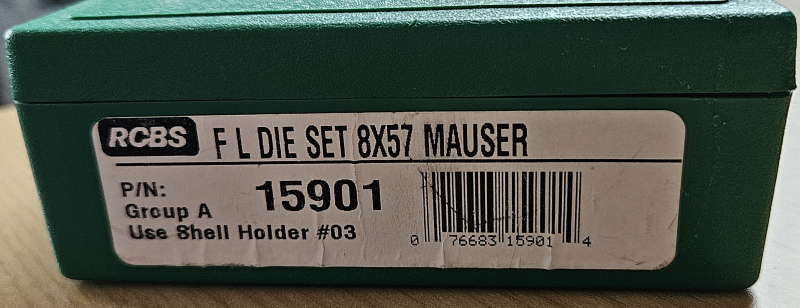 RCBS F L DIE SET 8X57 MAUSER
P/N: 15901
Group A
Use Shell Holder #03
0 76683 15901 4